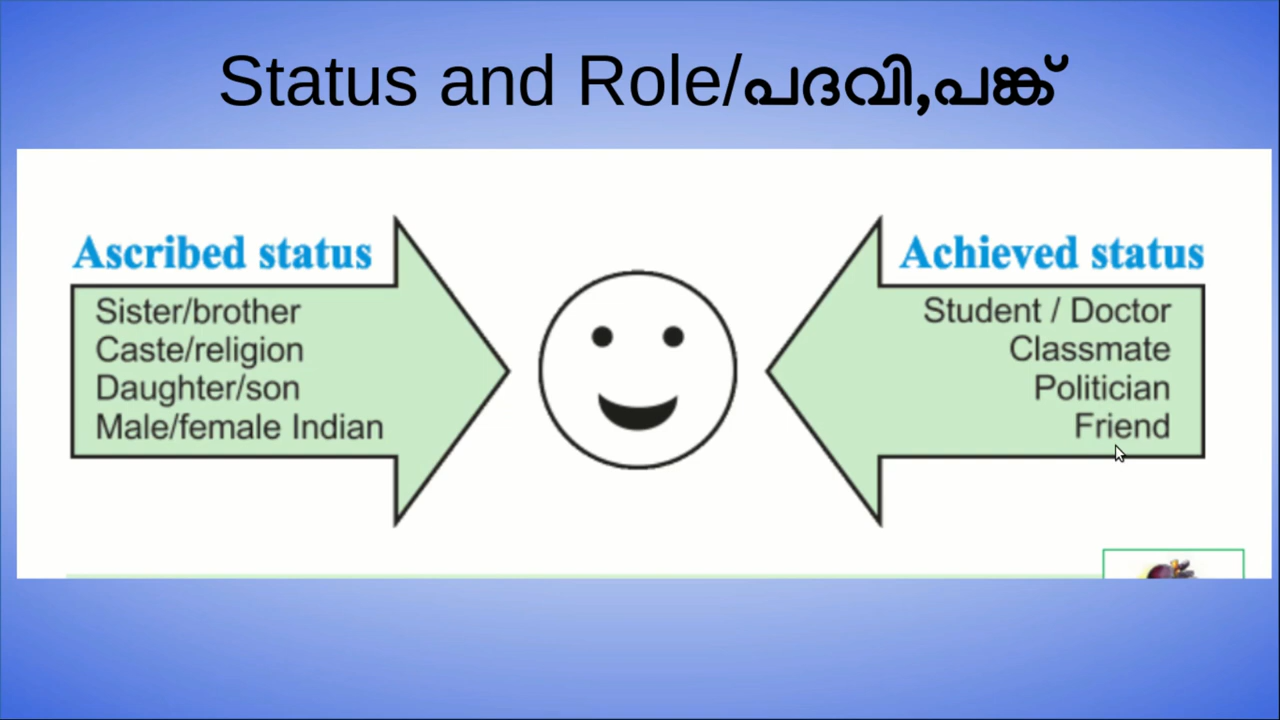 Status and Role/പദവി,പങ്ക്
Ascribed status
Sister/brother
Caste/religion
Daughter/son
Male/female Indian
Achieved status
Student / Doctor
Classmate
Politician
Friend